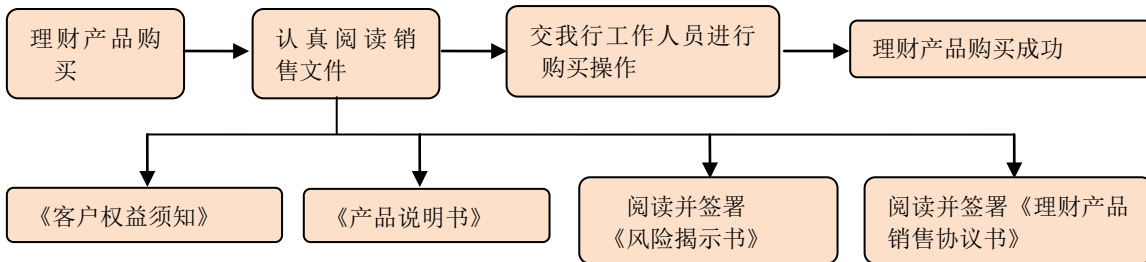 理财产品购
买
认真阅读销
售文件
交我行工作人员进行
购买操作
理财产品购买成功
《客户权益须知》
《产品说明书》
阅读并签署
《风险揭示书》
阅读并签署《理财产品
销售协议书》